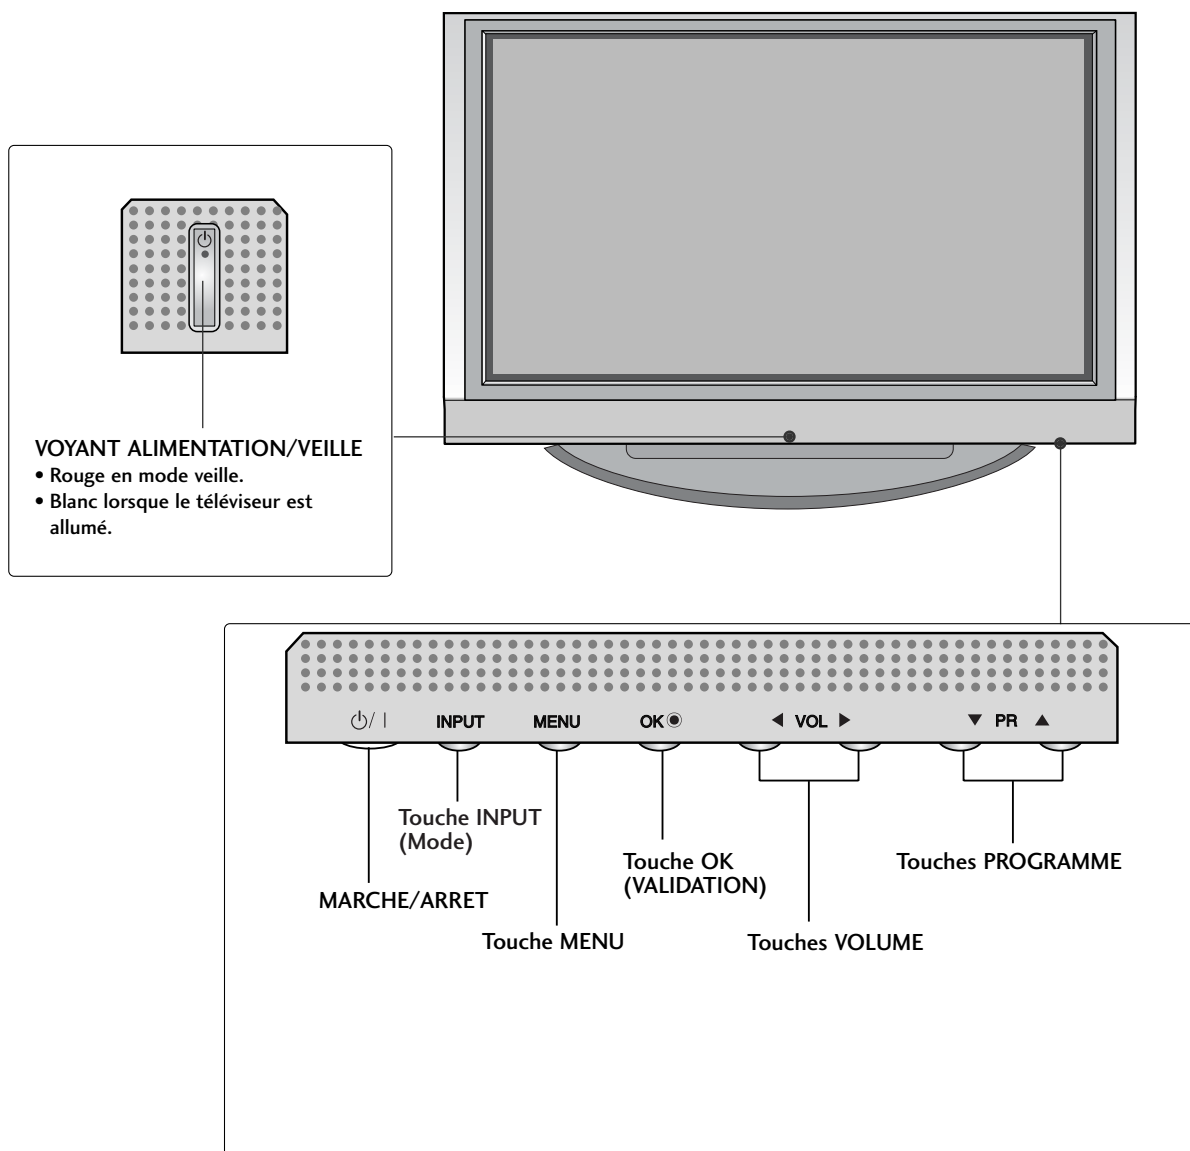 VOYANT ALIMENTATION/VEILLE
• Rouge en mode veille.
• Blanc lorsque le téléviseur est
allumé.
/ I INPUT MENU OK VOL PR
Touche INPUT
(Mode)
Touche OK
(VALIDATION)
Touches PROGRAMME
MARCHE/ARRET
Touche MENU
Touches VOLUME